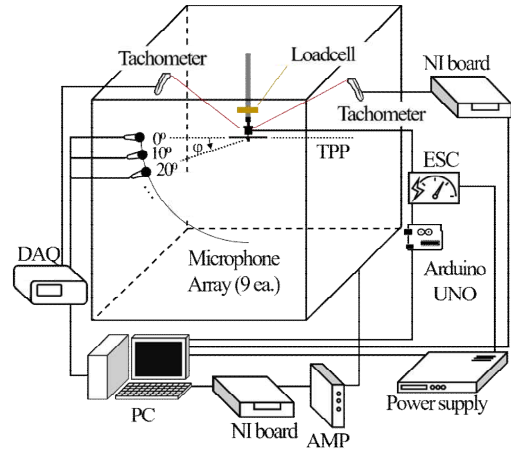 Tachometer
Loadcell
NI board
Tachometer
0º
10º
20º
φ
TPP
ESC
DAQ
Microphone
Array (9 ea.)
Arduino
UNO
PC
NI board
AMP
Power supply